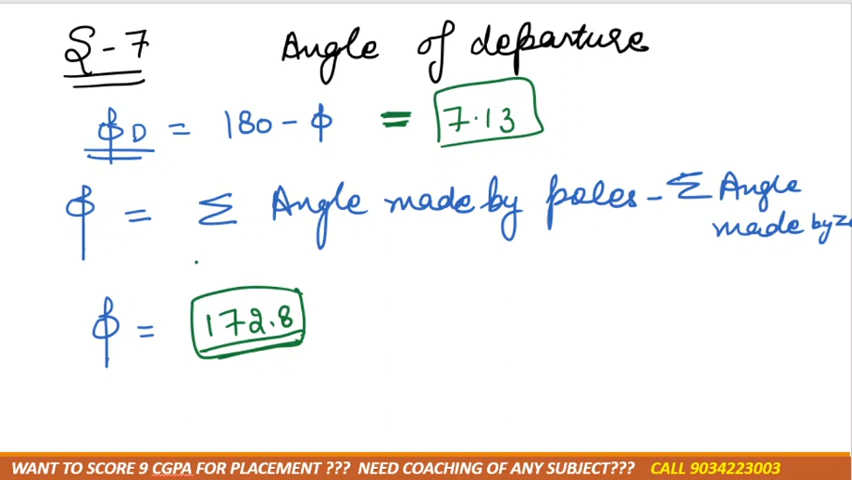 S-7 Angle of departure
ϕD = 180 - ϕ = 7.13
ϕ = Σ Angle made by poles - Σ Angle
made by
ϕ = 172.8
WANT TO SCORE 9 CGPA FOR PLACEMENT ??? NEED COACHING OF ANY SUBJECT??? CALL 9034223003